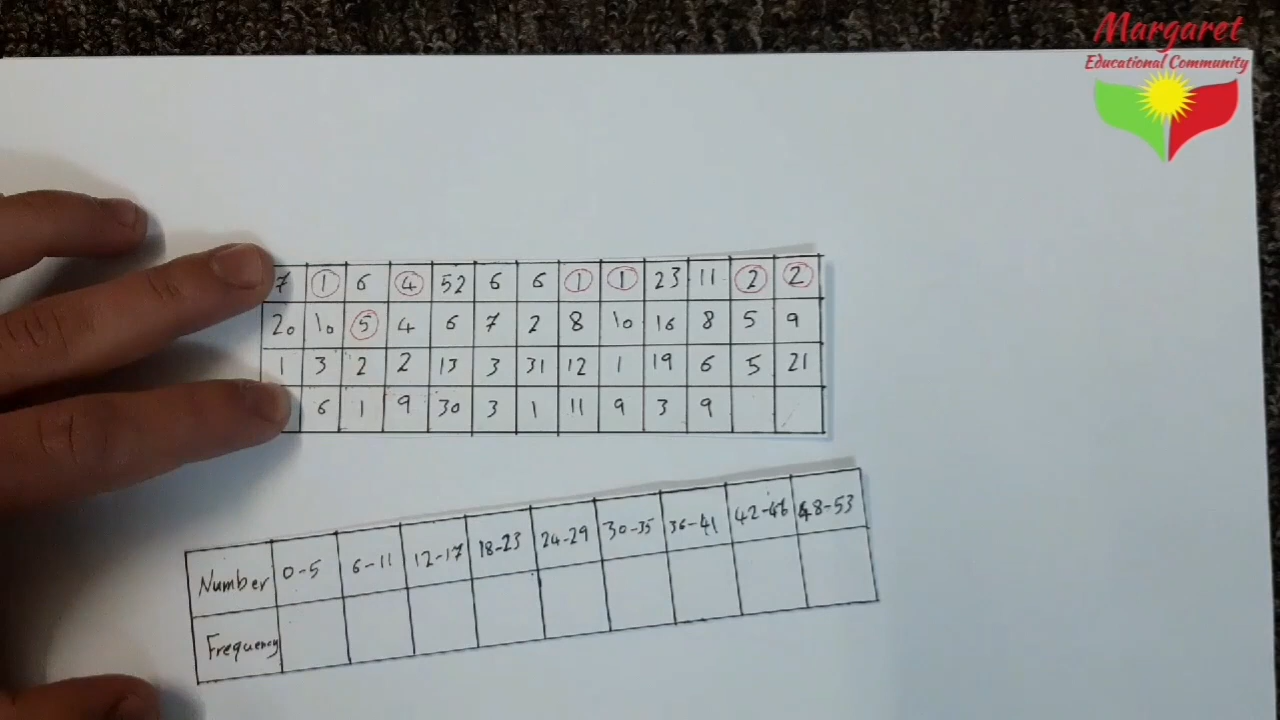 Margaret
Educational Community
7 1 6 4 52 6 6 1 1 23 11 2 2
20 10 5 4 6 7 2 8 10 16 8 5 9
1 3 2 2 13 3 31 12 1 19 6 5 21
6 1 9 30 3 1 11 9 3 9
Number 0-5 6-11 12-17 18-23 24-29 30-35 36-41 42-48-53
Frequency